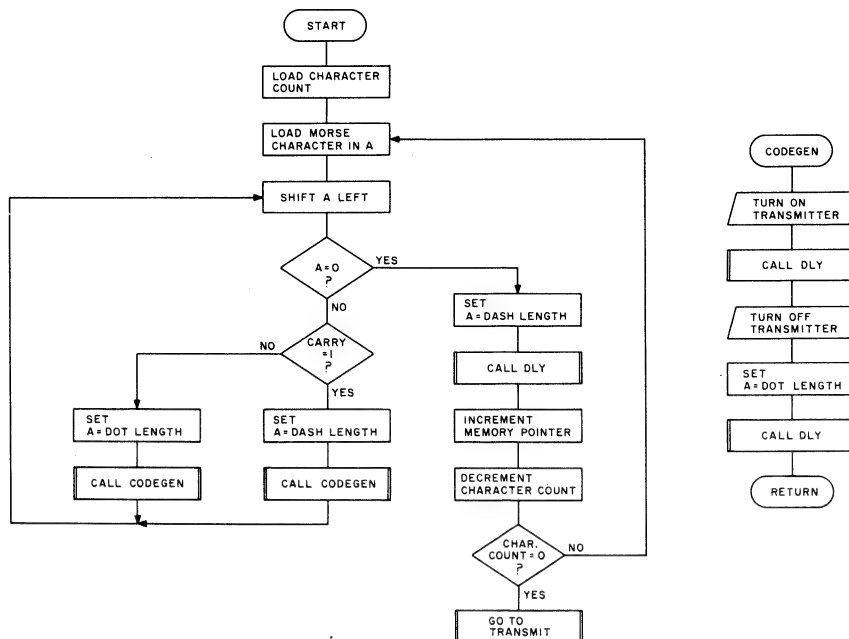 START
LOAD CHARACTER
COUNT
LOAD MORSE
CHARACTER IN A
SHIFT A LEFT
A=0
?
YES
NO
CARRY
=1
?
NO
YES
SET
A=DOT LENGTH
CALL CODEGEN
SET
A=DASH LENGTH
CALL CODEGEN
SET
A=DASH LENGTH
CALL DLY
INCREMENT
MEMORY POINTER
DECREMENT
CHARACTER COUNT
CHAR.
COUNT=0
?
NO
YES
GO TO
TRANSMIT
CODEGEN
TURN ON
TRANSMITTER
CALL DLY
TURN OFF
TRANSMITTER
SET
A=DOT LENGTH
CALL DLY
RETURN